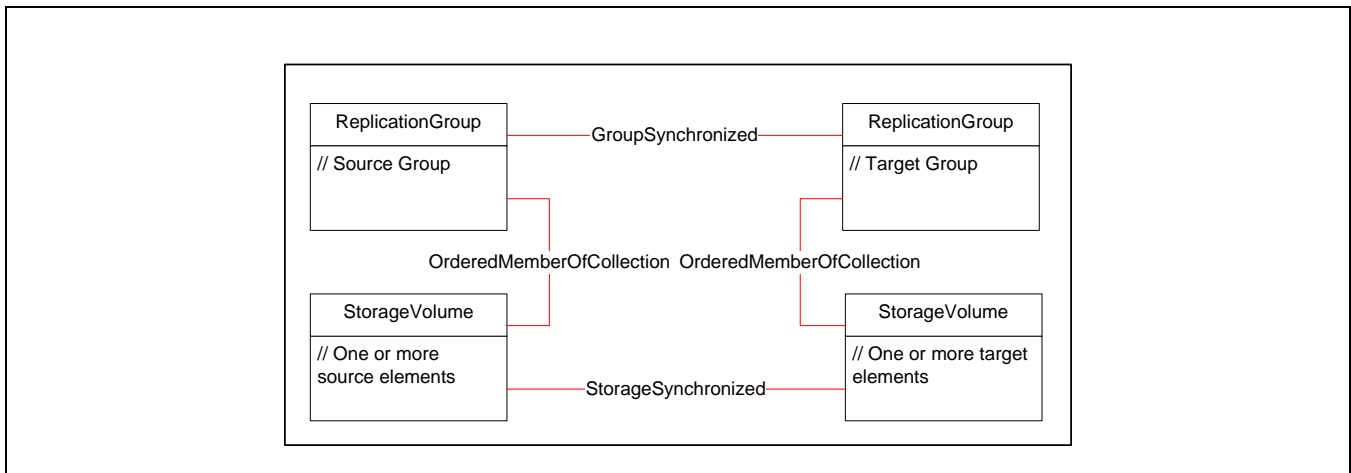 ReplicationGroup
// Source Group
GroupSynchronized
ReplicationGroup
// Target Group
OrderedMemberOfCollection
OrderedMemberOfCollection
StorageVolume
// One or more
source elements
StorageSynchronized
StorageVolume
// One or more target
elements